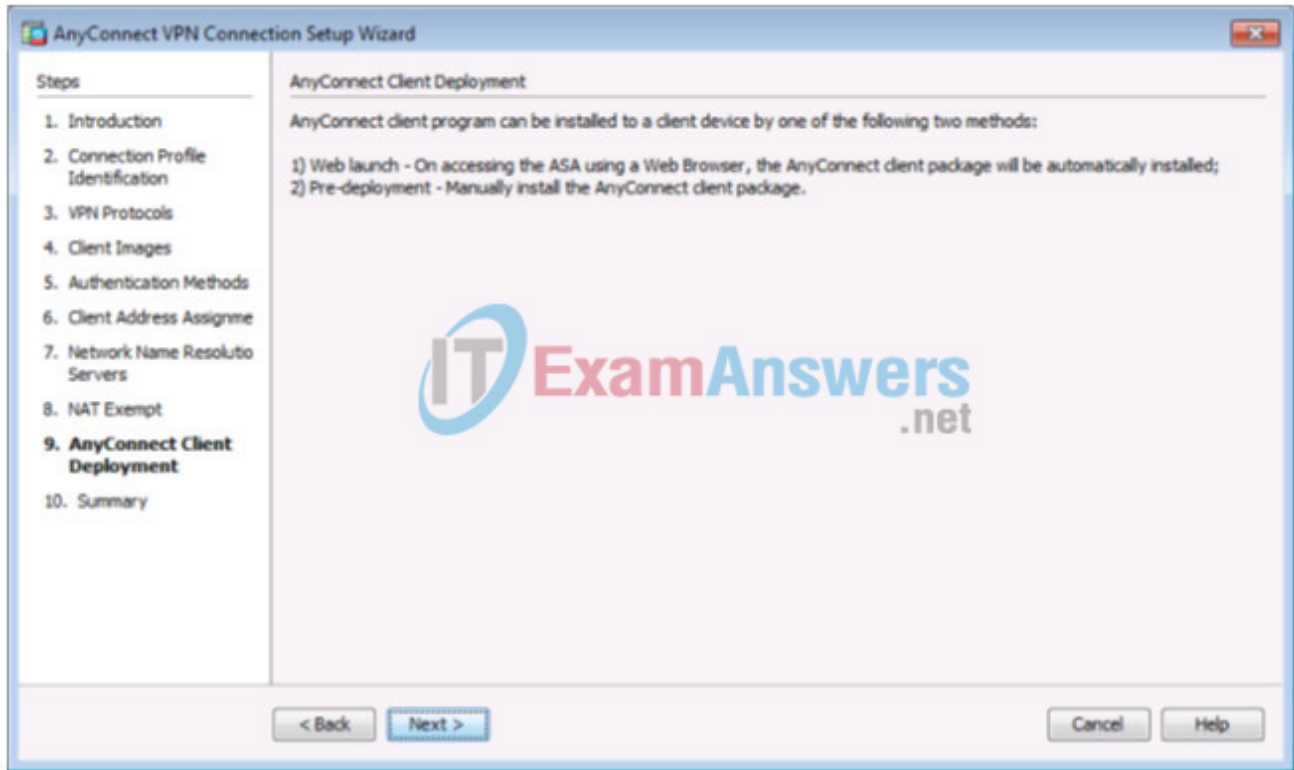 AnyConnect VPN Connection Setup Wizard
Steps
1. Introduction
2. Connection Profile
Identification
3. VPN Protocols
4. Client Images
5. Authentication Methods
6. Client Address Assignme
7. Network Name Resolutio
Servers
8. NAT Exempt
9. AnyConnect Client
Deployment
10. Summary
AnyConnect Client Deployment
AnyConnect client program can be installed to a client device by one of the following two methods:
1) Web launch - On accessing the ASA using a Web Browser, the AnyConnect client package will be automatically installed;
2) Pre-deployment - Manually install the AnyConnect client package.
ITExamAnswers
.net
< Back
Next >
Cancel
Help